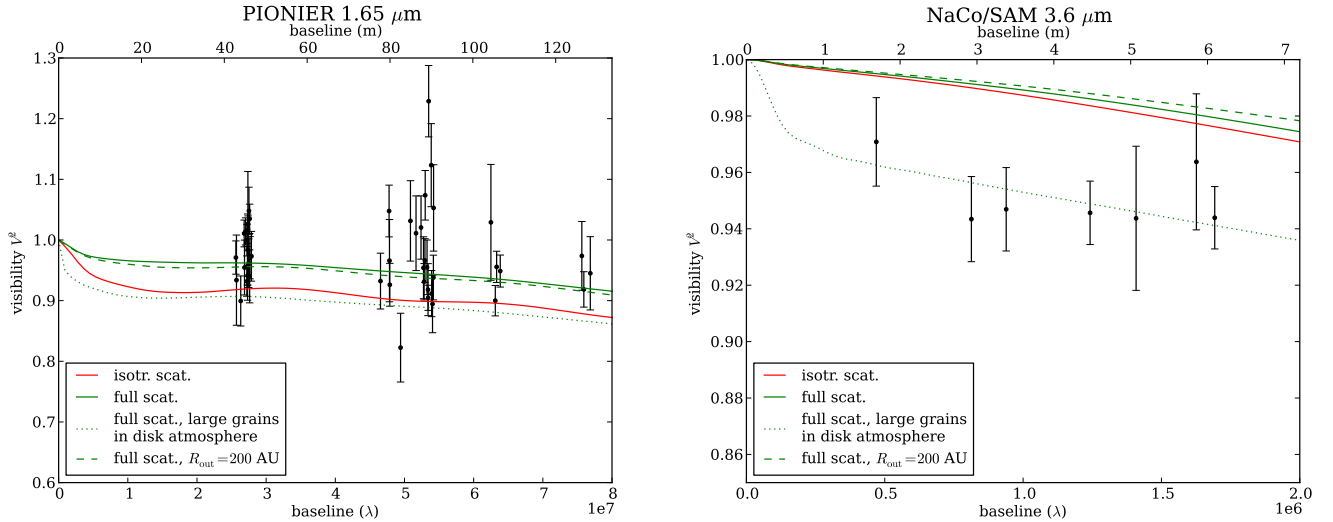 PIONIER 1.65 μm
baseline (m)
0 20 40 60 80 100 120
1.3
1.2
1.1
1.0
0.9
0.8
0.7
0.6
visibility V²
isotr. scat.
full scat.
full scat., large grains
in disk atmosphere
full scat., R_out = 200 AU
0 1 2 3 4 5 6 7 8
baseline (λ)
1e7
NaCo/SAM 3.6 μm
baseline (m)
0 1 2 3 4 5 6 7
1.00
0.98
0.96
0.94
0.92
0.90
0.88
0.86
visibility V²
isotr. scat.
full scat.
full scat., large grains
in disk atmosphere
full scat., R_out = 200 AU
0.0 0.5 1.0 1.5 2.0
baseline (λ)
1e6